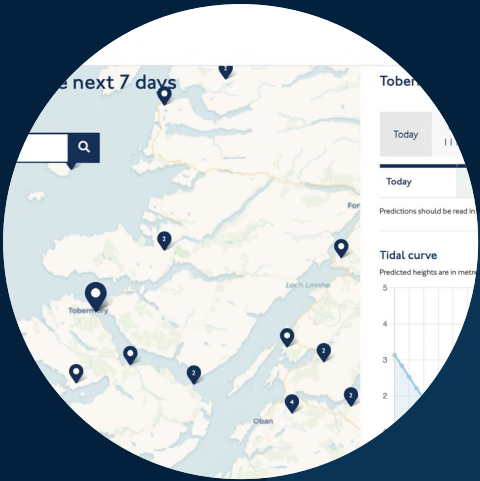 e next 7 days
Tober
Today
Today
Predictions should be read in
Tidal curve
Predicted heights are in metre
5
4
3
2
For
Loch Linnhe
Tobermory
Oban
2
2
2
2
2
4